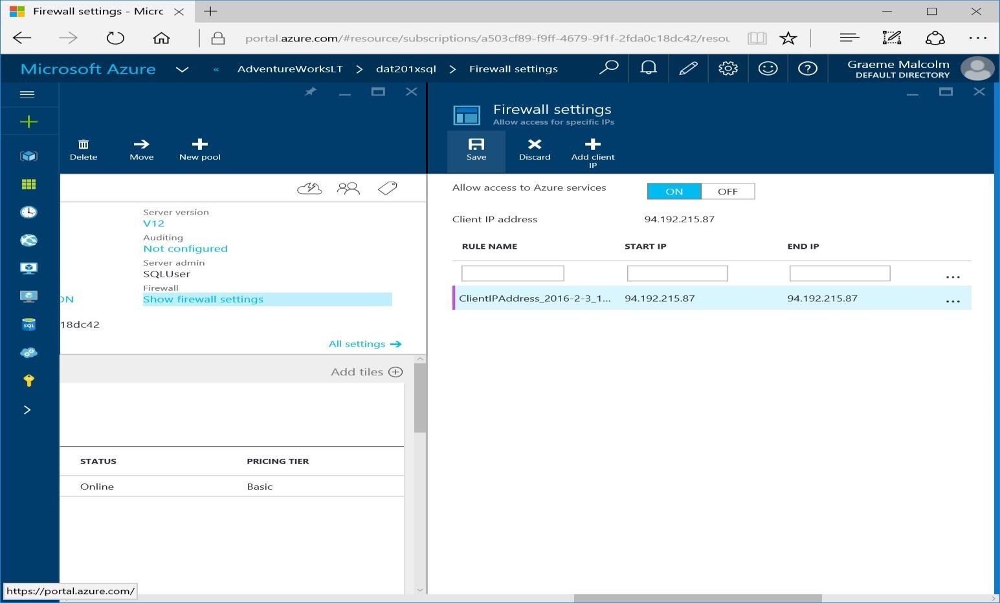 Firewall settings - Micr
portal.azure.com/#resource/subscriptions/a503cf89-f9ff-4679-9f1f-2fda0c18dc42/resou
Microsoft Azure
«
AdventureWorksLT > dat201xsql > Firewall settings
Graeme Malcolm
DEFAULT DIRECTORY
Delete
Move
New pool
Server version
V12
Auditing
Not configured
Server admin
SQLUser
Firewall
ON
Show firewall settings
18dc42
All settings →
Add tiles
STATUS PRICING TIER
Online Basic
SQL
https://portal.azure.com/
Firewall settings
Allow access for specific IPs
Save
Discard
Add client
IP
Allow access to Azure services ON OFF
Client IP address 94.192.215.87
RULE NAME START IP END IP
...
ClientIPAddress_2016-2-3_1... 94.192.215.87 94.192.215.87 ...